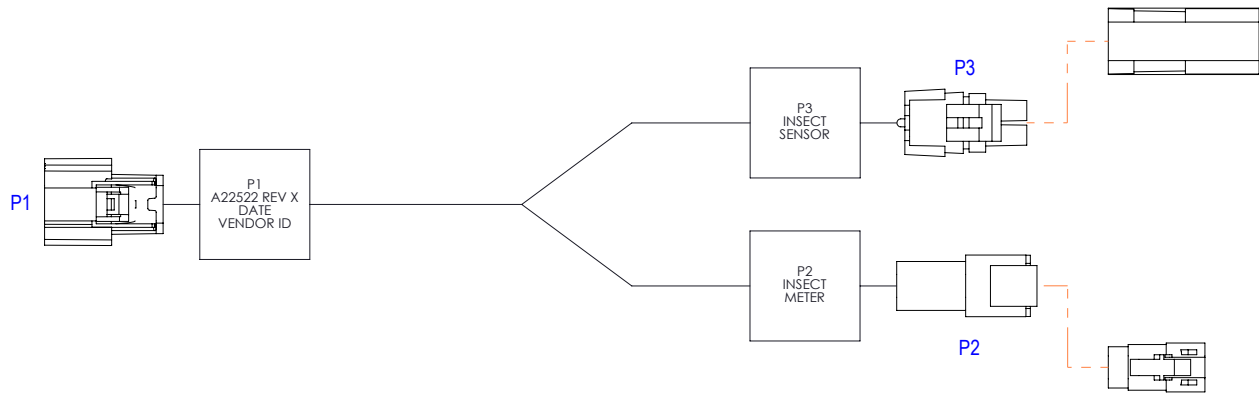 P1
P1
A22522 REV X
DATE
VENDOR ID
P3
INSECT
SENSOR
P3
P2
INSECT
METER
P2